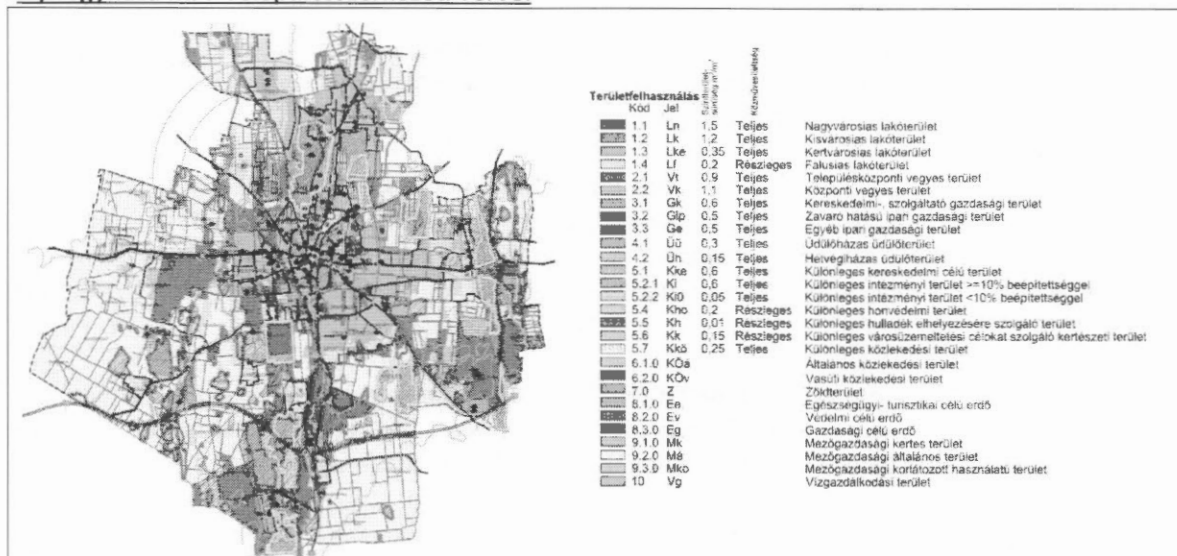 Területfelhasználás
Kód Jel Közművesítettség
1.1 Ln 1,5 Teljes Nagyvárosias lakóterület
1.2 Lk 1,2 Teljes Kisvárosias lakóterület
1.3 Lke 0,35 Teljes Kertvárosias lakóterület
1.4 Lf 0,2 Részleges Falusias lakóterület
2.1 Vt 0,9 Teljes Településközponti vegyes terület
2.2 Vk 1,1 Teljes Központi vegyes terület
3.1 Gk 0,6 Teljes Kereskedelmi-, szolgáltató gazdasági terület
3.2 GIp 0,5 Teljes Zavaró hatású ipari gazdasági terület
3.3 Ge 0,5 Teljes Egyéb ipari gazdasági terület
4.1 Üü 0,3 Teljes Üdülőházas üdülőterület
4.2 Üh 0,15 Teljes Hétvégiházas üdülőterület
5.1 Kke 0,6 Teljes Különleges kereskedelmi célú terület
5.2.1 Ki 0,6 Teljes Különleges intézményi terület >=10% beépítettséggel
5.2.2 Ki0 0,05 Teljes Különleges intézményi terület <10% beépítettséggel
5.4 Kho 0,2 Részleges Különleges honvédelmi terület
5.5 Kh 0,01 Részleges Különleges hulladék elhelyezésére szolgáló terület
5.6 Kk 0,15 Részleges Különleges városüzemeltetési célokat szolgáló kertészeti terület
5.7 Kkö 0,25 Teljes Különleges közlekedési terület
6.1.0 KÖá Általános közlekedési terület
6.2.0 KÖv Vasúti közlekedési terület
7.0 Z Zöldterület
8.1.0 Ee Egészségügyi- turisztikai célú erdő
8.2.0 Ev Védelmi célú erdő
8.3.0 Eg Gazdasági célú erdő
9.1.0 Mk Mezőgazdasági kertes terület
9.2.0 Má Mezőgazdasági általános terület
9.3.0 Mko Mezőgazdasági korlátozott használatú terület
10 Vg Vízgazdálkodási terület